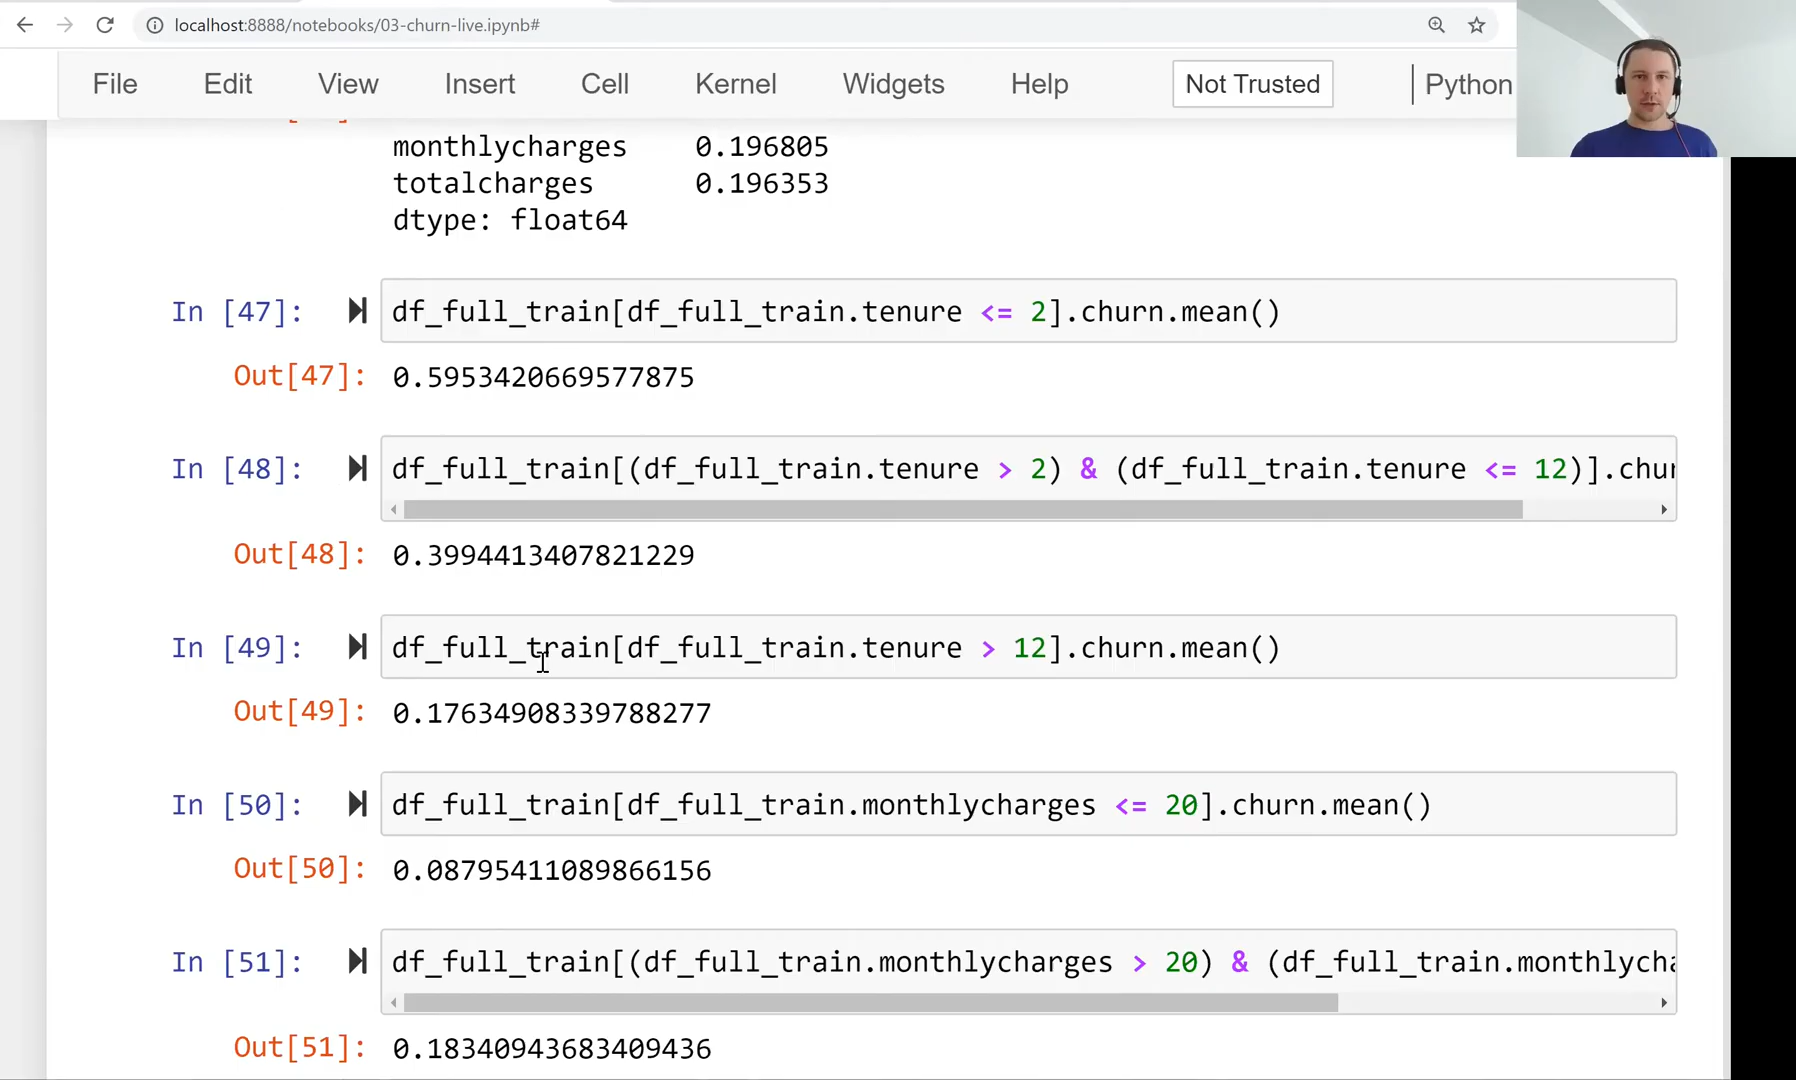 localhost:8888/notebooks/03-churn-live.ipynb#
File Edit View Insert Cell Kernel Widgets Help Not Trusted Python
monthlycharges 0.196805
totalcharges 0.196353
dtype: float64
In [47]: df_full_train[df_full_train.tenure <= 2].churn.mean()
Out[47]: 0.5953420669577875
In [48]: df_full_train[(df_full_train.tenure > 2) & (df_full_train.tenure <= 12)].chur
Out[48]: 0.3994413407821229
In [49]: df_full_train[df_full_train.tenure > 12].churn.mean()
Out[49]: 0.17634908339788277
In [50]: df_full_train[df_full_train.monthlycharges <= 20].churn.mean()
Out[50]: 0.08795411089866156
In [51]: df_full_train[(df_full_train.monthlycharges > 20) & (df_full_train.monthlycha
Out[51]: 0.18340943683409436